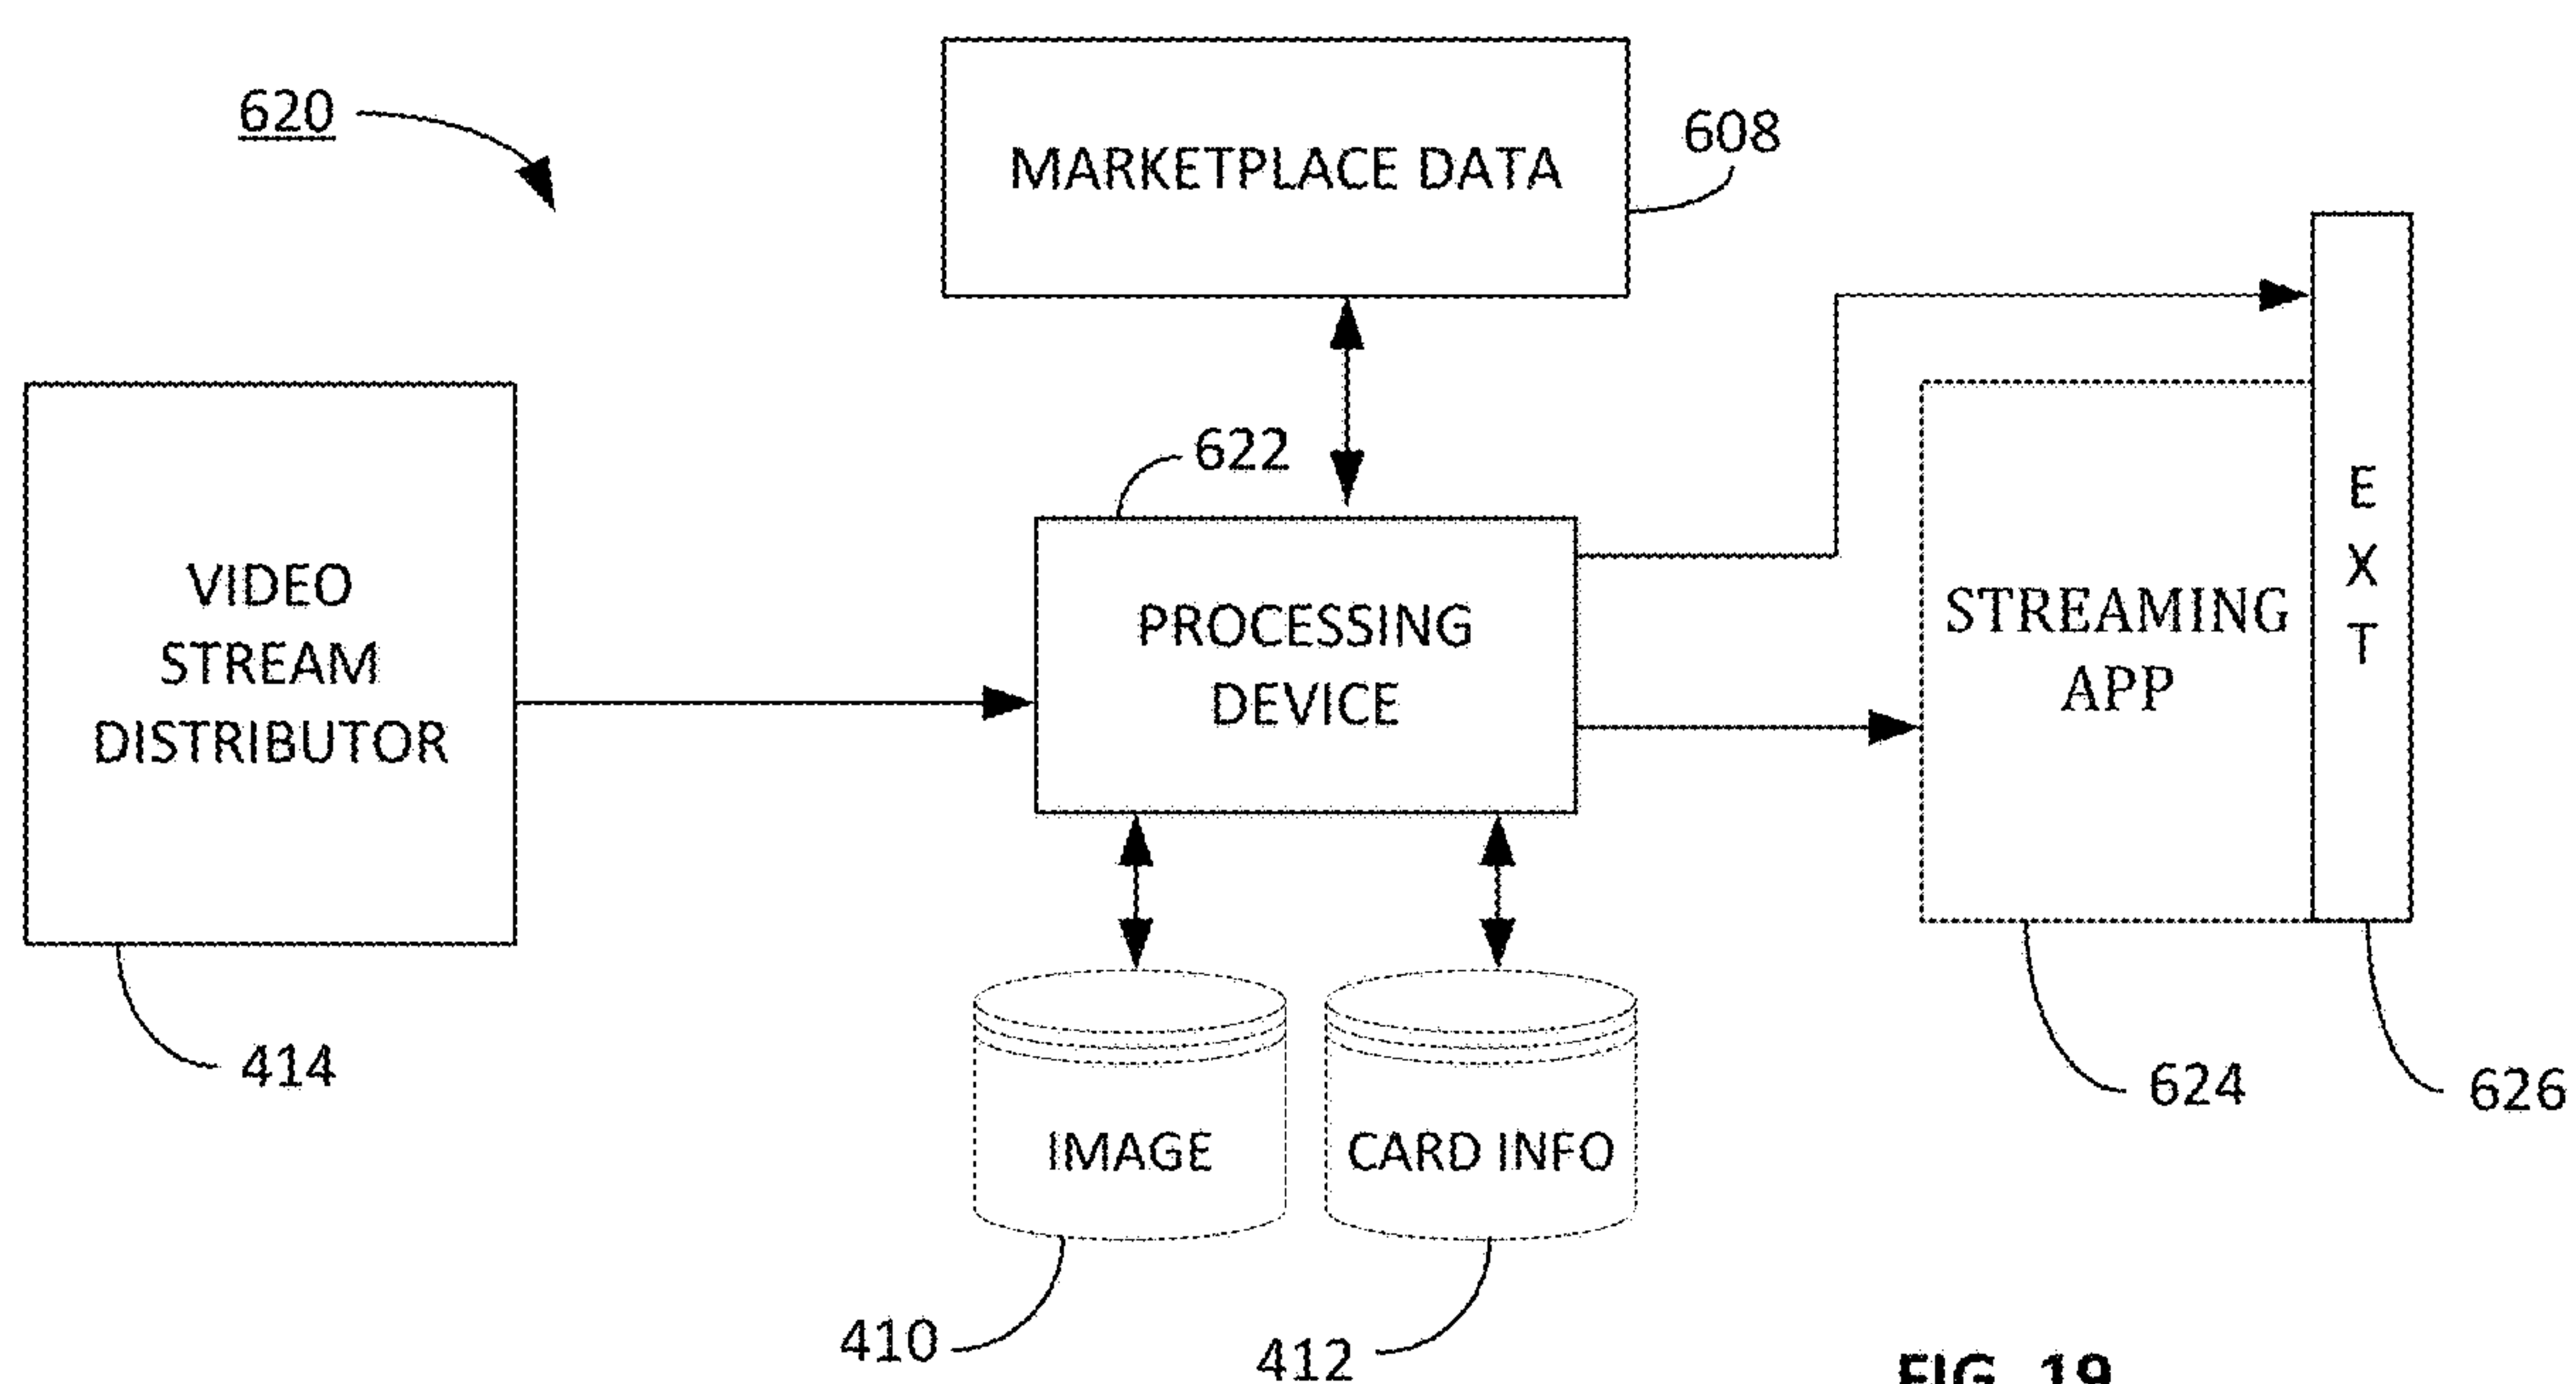 620
MARKETPLACE DATA
608
622
VIDEO
STREAM
DISTRIBUTOR
PROCESSING
DEVICE
STREAMING
APP
E
X
T
414
IMAGE
CARD INFO
624
626
410
412
FIG. 19